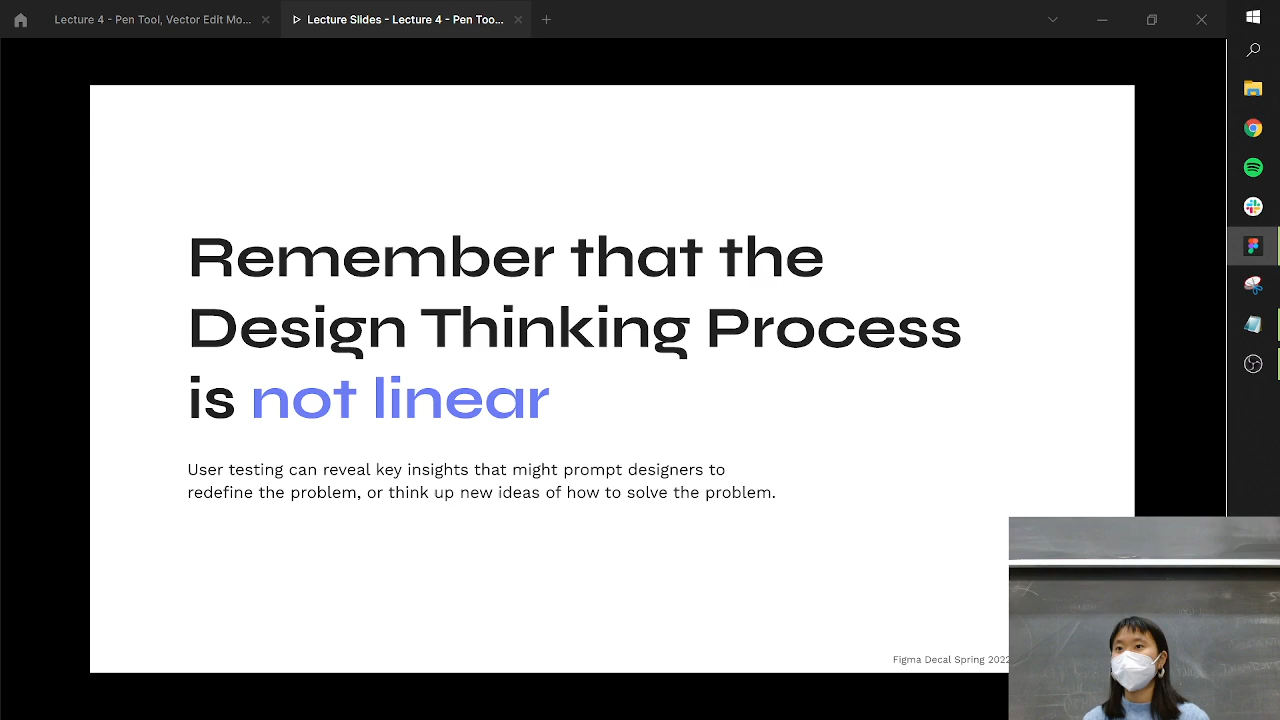 Lecture 4 - Pen Tool, Vector Edit Mo...
Lecture Slides - Lecture 4 - Pen Too...
Remember that the
Design Thinking Process
is not linear
User testing can reveal key insights that might prompt designers to
redefine the problem, or think up new ideas of how to solve the problem.
Figma Decal Spring 2022